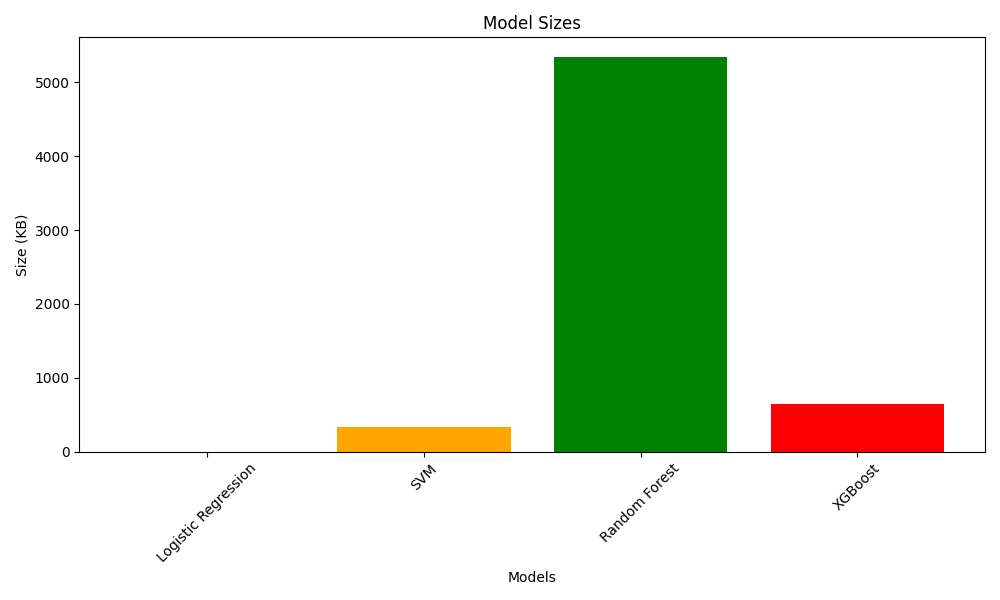 Model Sizes
Size (KB)
5000
4000
3000
2000
1000
0
Logistic Regression
SVM
Random Forest
XGBoost
Models